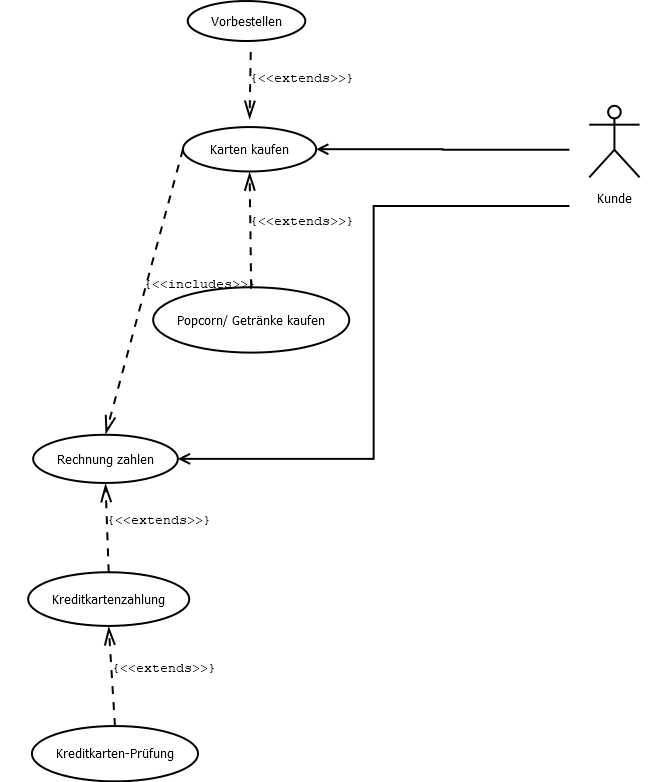 Vorbestellen
{<<extends>>}
Karten kaufen
Kunde
{<<extends>>}
{<<includes>>}
Popcorn/ Getränke kaufen
Rechnung zahlen
{<<extends>>}
Kreditkartenzahlung
{<<extends>>}
Kreditkarten-Prüfung